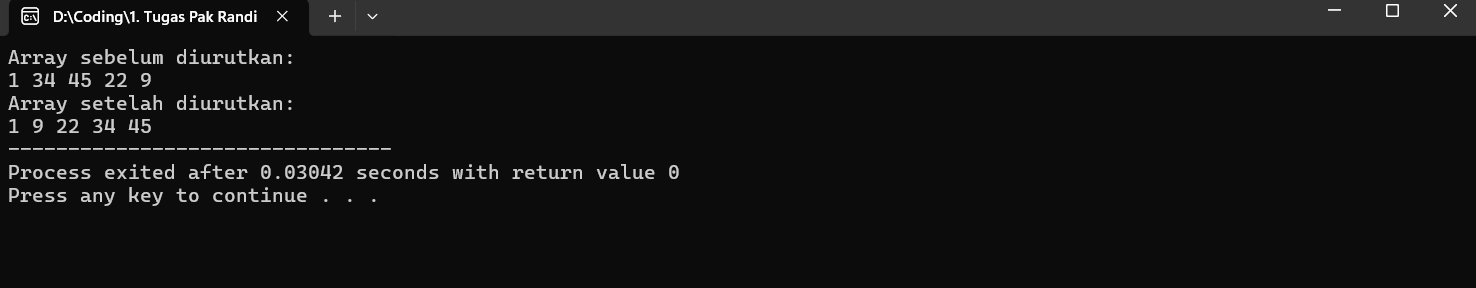 D:\Coding\1. Tugas Pak Randi
Array sebelum diurutkan:
1 34 45 22 9
Array setelah diurutkan:
1 9 22 34 45
--------------------------------
Process exited after 0.03042 seconds with return value 0
Press any key to continue . . .